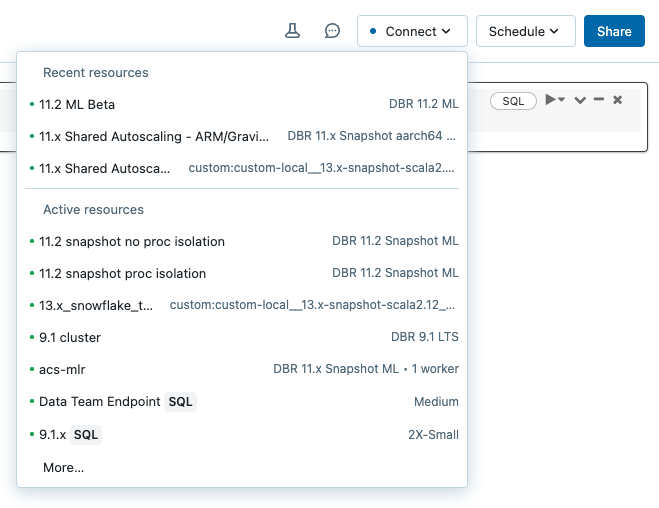 Connect Schedule Share
Recent resources
SQL
11.2 ML Beta DBR 11.2 ML
11.x Shared Autoscaling - ARM/Gravi... DBR 11.x Snapshot aarch64 ...
11.x Shared Autosca... custom:custom-local__13.x-snapshot-scala2....
Active resources
11.2 snapshot no proc isolation DBR 11.2 Snapshot ML
11.2 snapshot proc isolation DBR 11.2 Snapshot ML
13.x_snowflake_t... custom:custom-local__13.x-snapshot-scala2.12_...
9.1 cluster DBR 9.1 LTS
acs-mlr DBR 11.x Snapshot ML • 1 worker
Data Team Endpoint SQL Medium
9.1.x SQL 2X-Small
More...